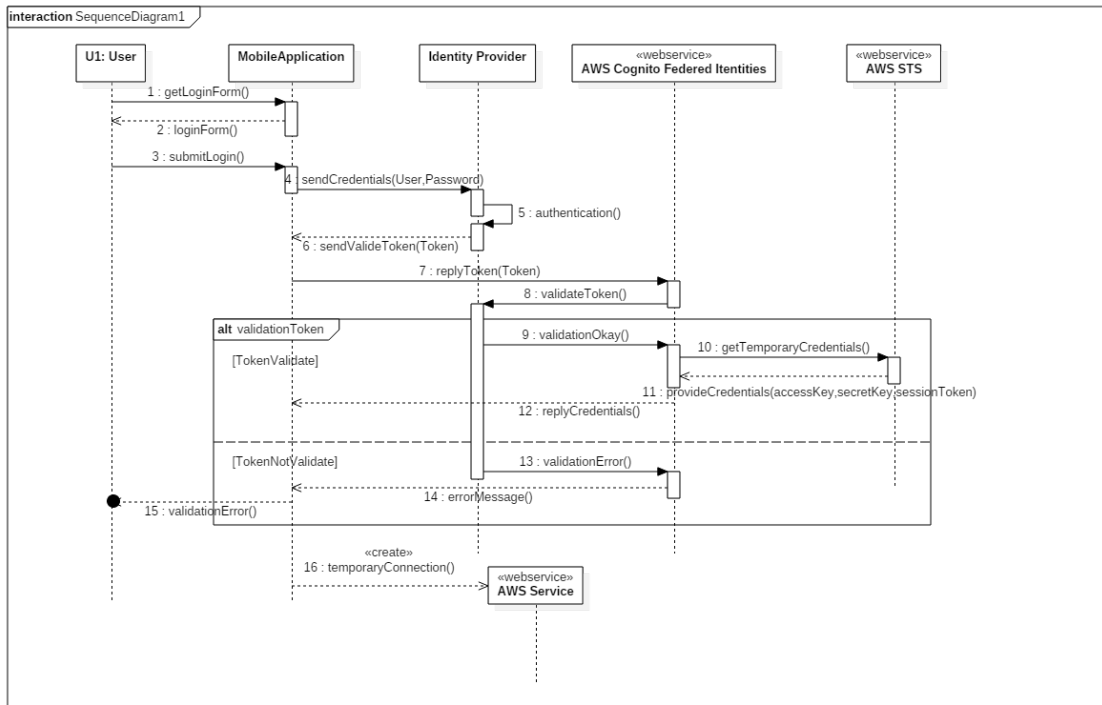 interaction SequenceDiagram1
U1: User
MobileApplication
Identity Provider
«webservice»
AWS Cognito Federed Itentities
«webservice»
AWS STS
1 : getLoginForm()
2 : loginForm()
3 : submitLogin()
4 : sendCredentials(User,Password)
5 : authentication()
6 : sendValideToken(Token)
7 : replyToken(Token)
8 : validateToken()
alt validationToken
9 : validationOkay()
10 : getTemporaryCredentials()
[TokenValidate]
11 : provideCredentials(accessKey,secretKey,sessionToken)
12 : replyCredentials()
[TokenNotValidate]
13 : validationError()
14 : errorMessage()
15 : validationError()
«create»
16 : temporaryConnection()
«webservice»
AWS Service